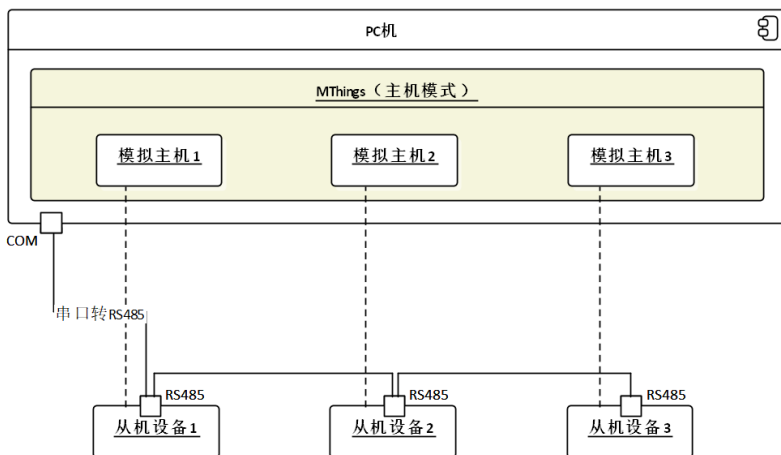 PC机
MThings（主机模式）
模拟主机1
模拟主机2
模拟主机3
COM
串口转RS485
RS485
RS485
RS485
从机设备1
从机设备2
从机设备3